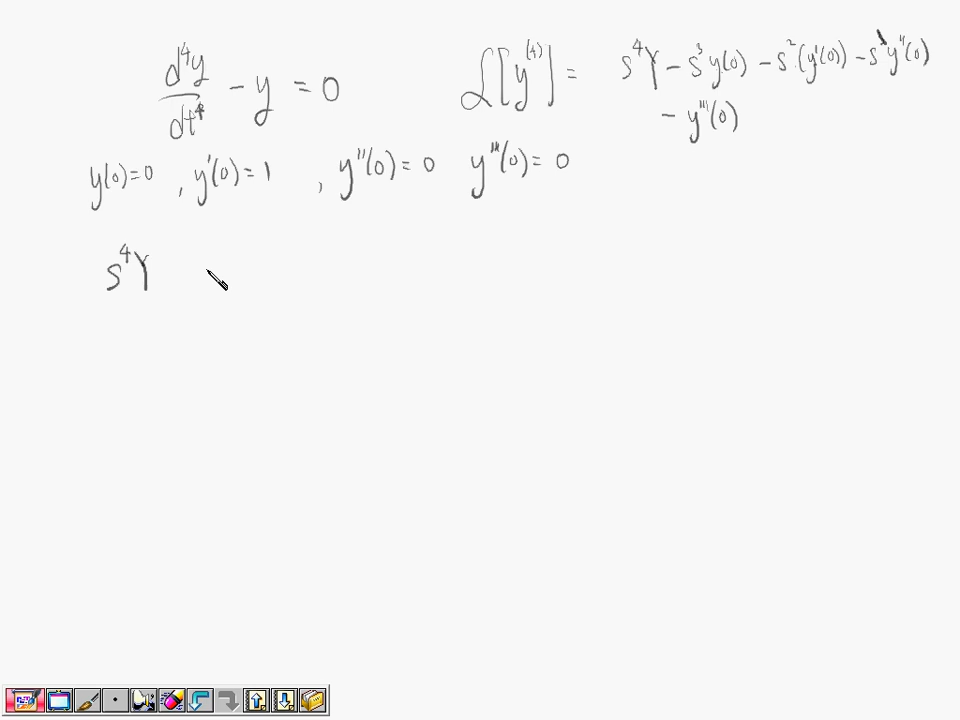 d⁴y/dt⁴ - y = 0
ℒ[y⁽⁴⁾] = s⁴Y - s³y(0) - s²(y'(0)) - s¹y''(0)
- y'''(0)
y(0)=0 , y'(0)=1 , y''(0)=0 y'''(0)=0
s⁴Y